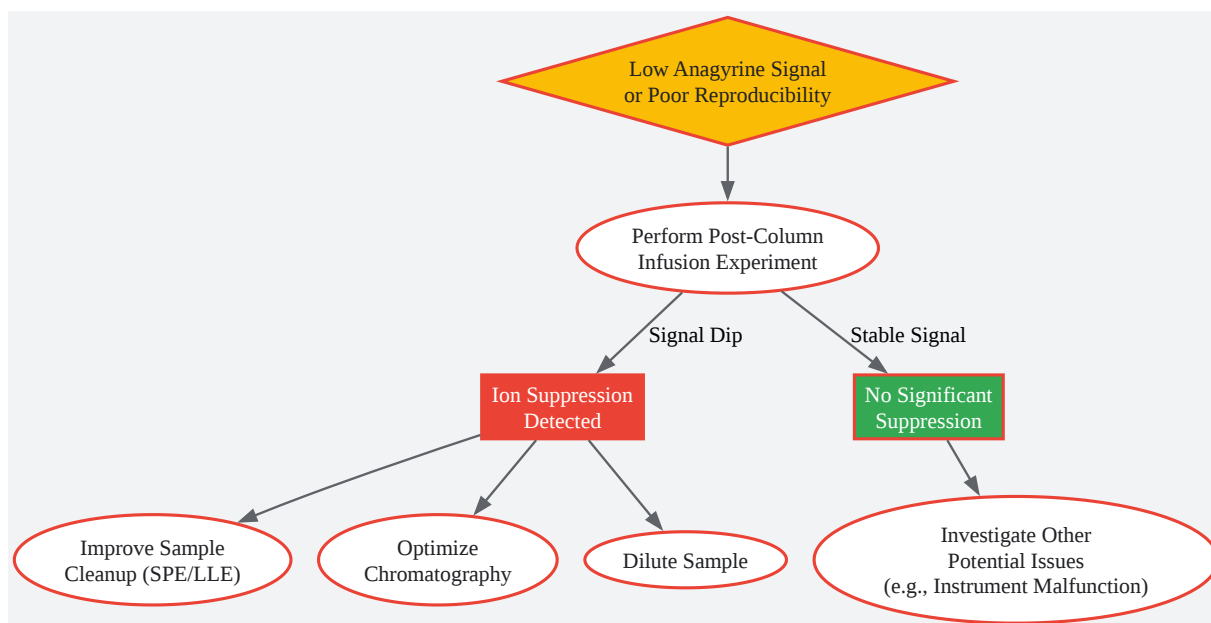 Low Anagyrine Signal
or Poor Reproducibility
Perform Post-Column
Infusion Experiment
Signal Dip
Stable Signal
Ion Suppression
Detected
No Significant
Suppression
Improve Sample
Cleanup (SPE/LLE)
Optimize
Chromatography
Dilute Sample
Investigate Other
Potential Issues
(e.g., Instrument Malfunction)